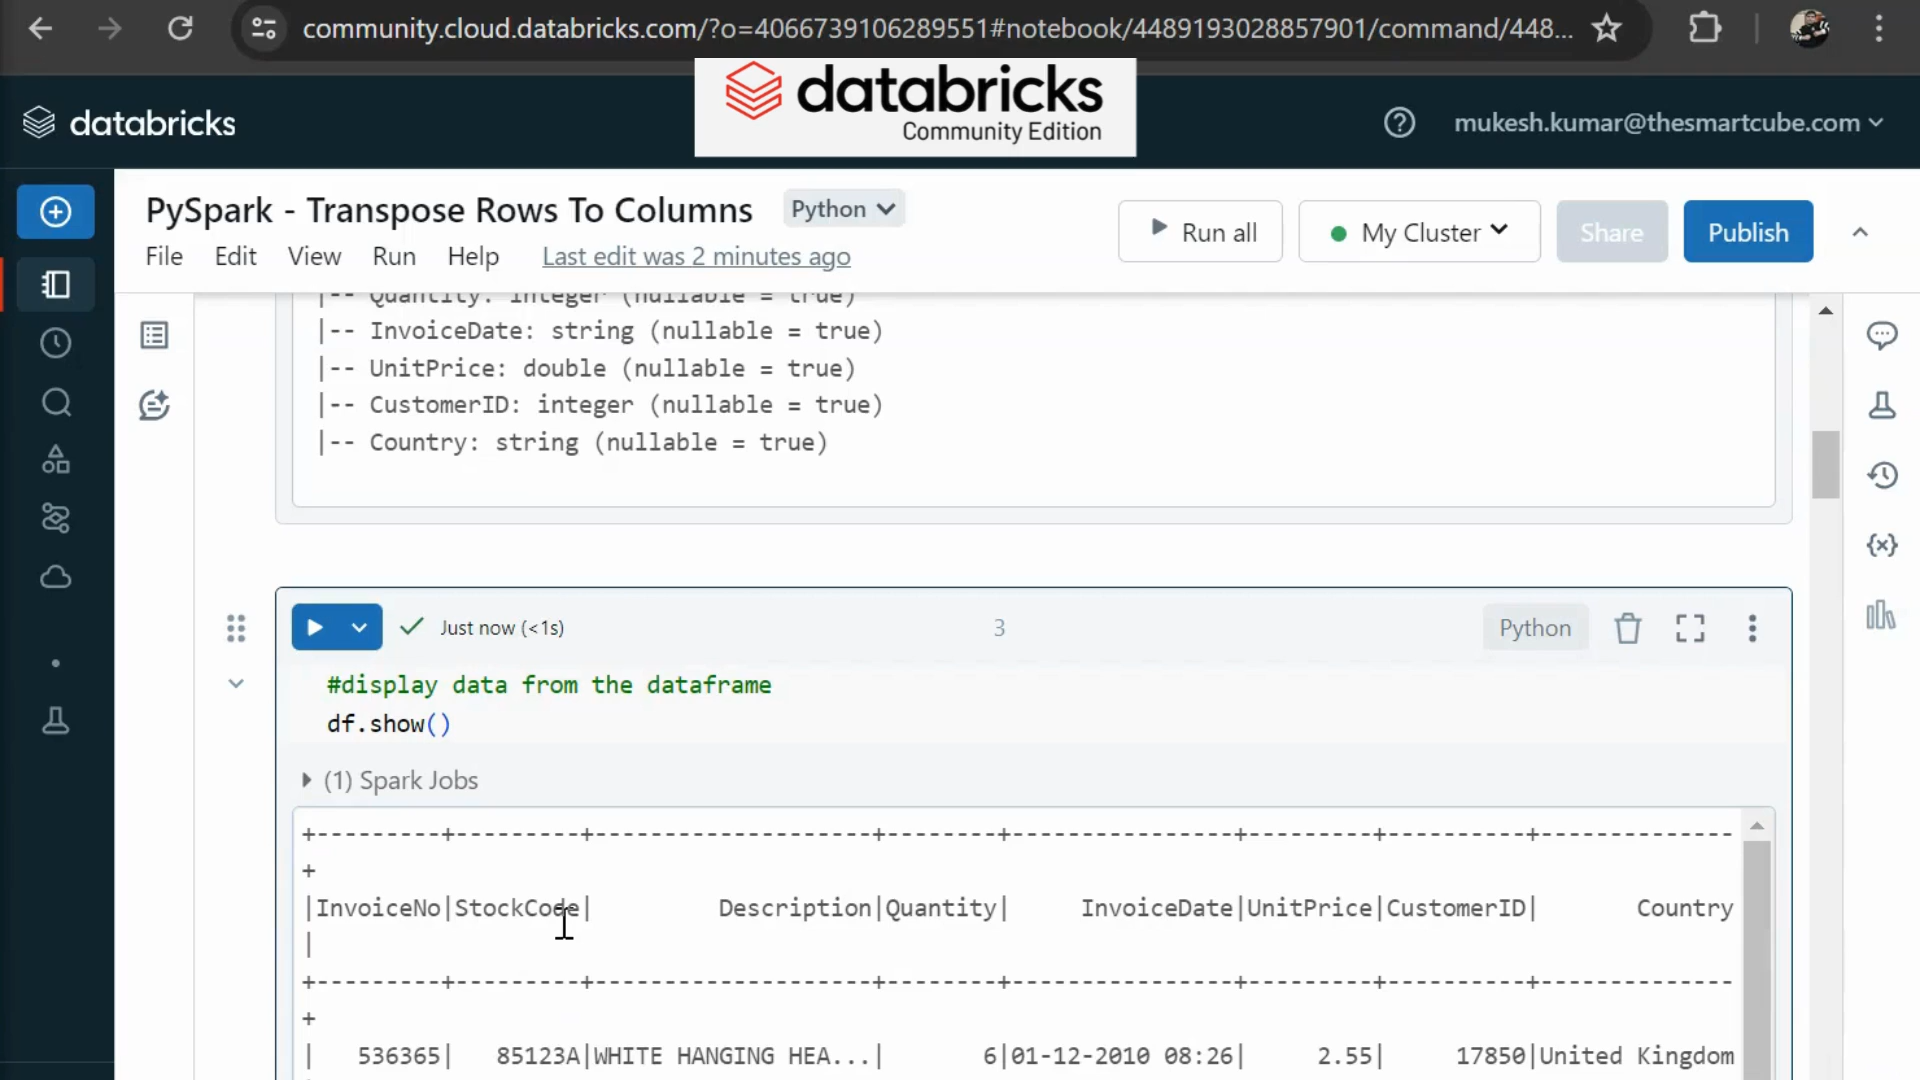 community.cloud.databricks.com/?o=4066739106289551#notebook/4489193028857901/command/448...
databricks
Community Edition
databricks
mukesh.kumar@thesmartcube.com
PySpark - Transpose Rows To Columns
Python
Run all
My Cluster
Share
Publish
File Edit View Run Help Last edit was 2 minutes ago
|-- Quantity: integer (nullable = true)
|-- InvoiceDate: string (nullable = true)
|-- UnitPrice: double (nullable = true)
|-- CustomerID: integer (nullable = true)
|-- Country: string (nullable = true)
Just now (<1s)
3
Python
#display data from the dataframe
df.show()
(1) Spark Jobs
+---------+---------+--------------------+--------+----------------+---------+----------+--------------
+
|InvoiceNo|StockCode|         Description|Quantity|     InvoiceDate|UnitPrice|CustomerID|       Country
|
+---------+---------+--------------------+--------+----------------+---------+----------+--------------
+
|   536365|   85123A|WHITE HANGING HEA...|       6|01-12-2010 08:26|     2.55|     17850|United Kingdom